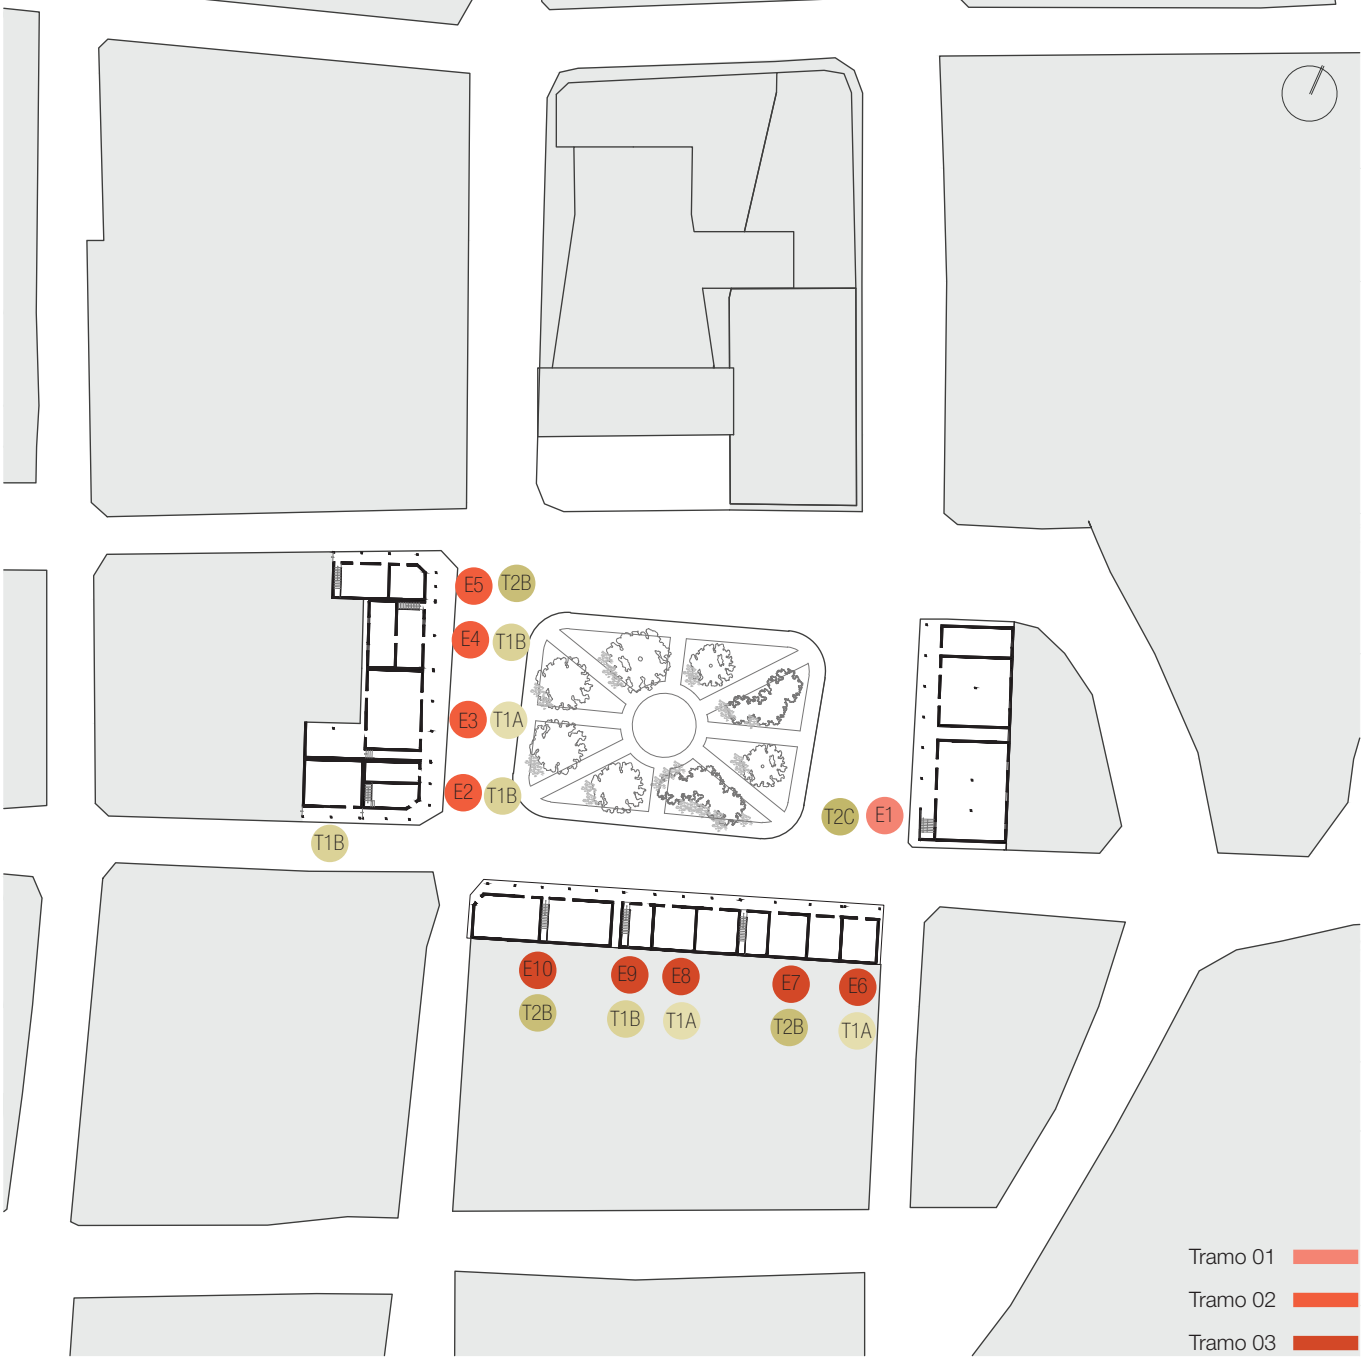 E5 T2B
E4 T1B
E3 T1A
E2 T1B
T2C E1
T1B
E10 E9 E8 E7 E6
T2B T1B T1A T2B T1A
Tramo 01
Tramo 02
Tramo 03